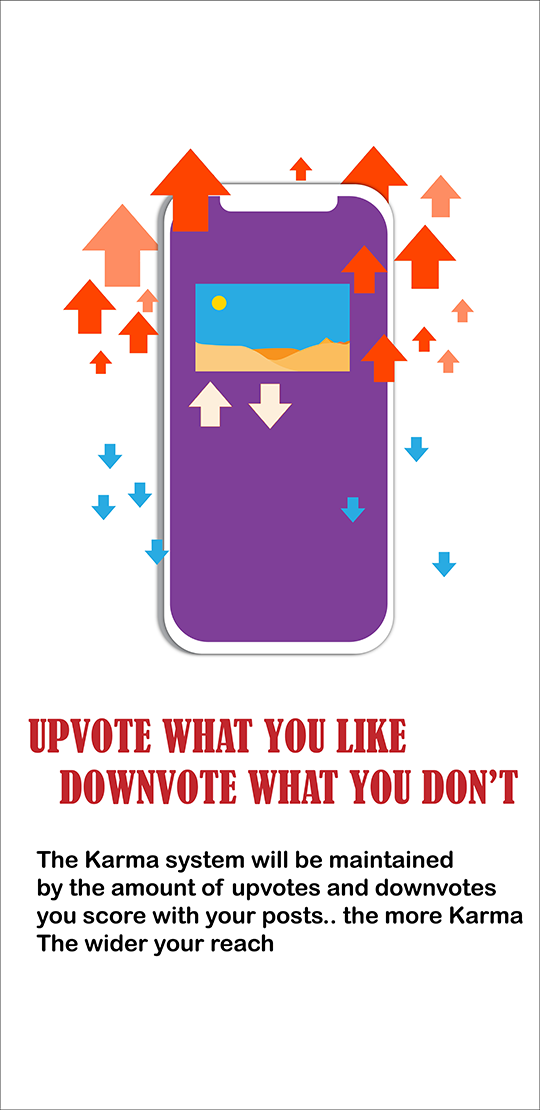 UPVOTE WHAT YOU LIKE
DOWNVOTE WHAT YOU DON'T
The Karma system will be maintained
by the amount of upvotes and downvotes
you score with your posts.. the more Karma
The wider your reach